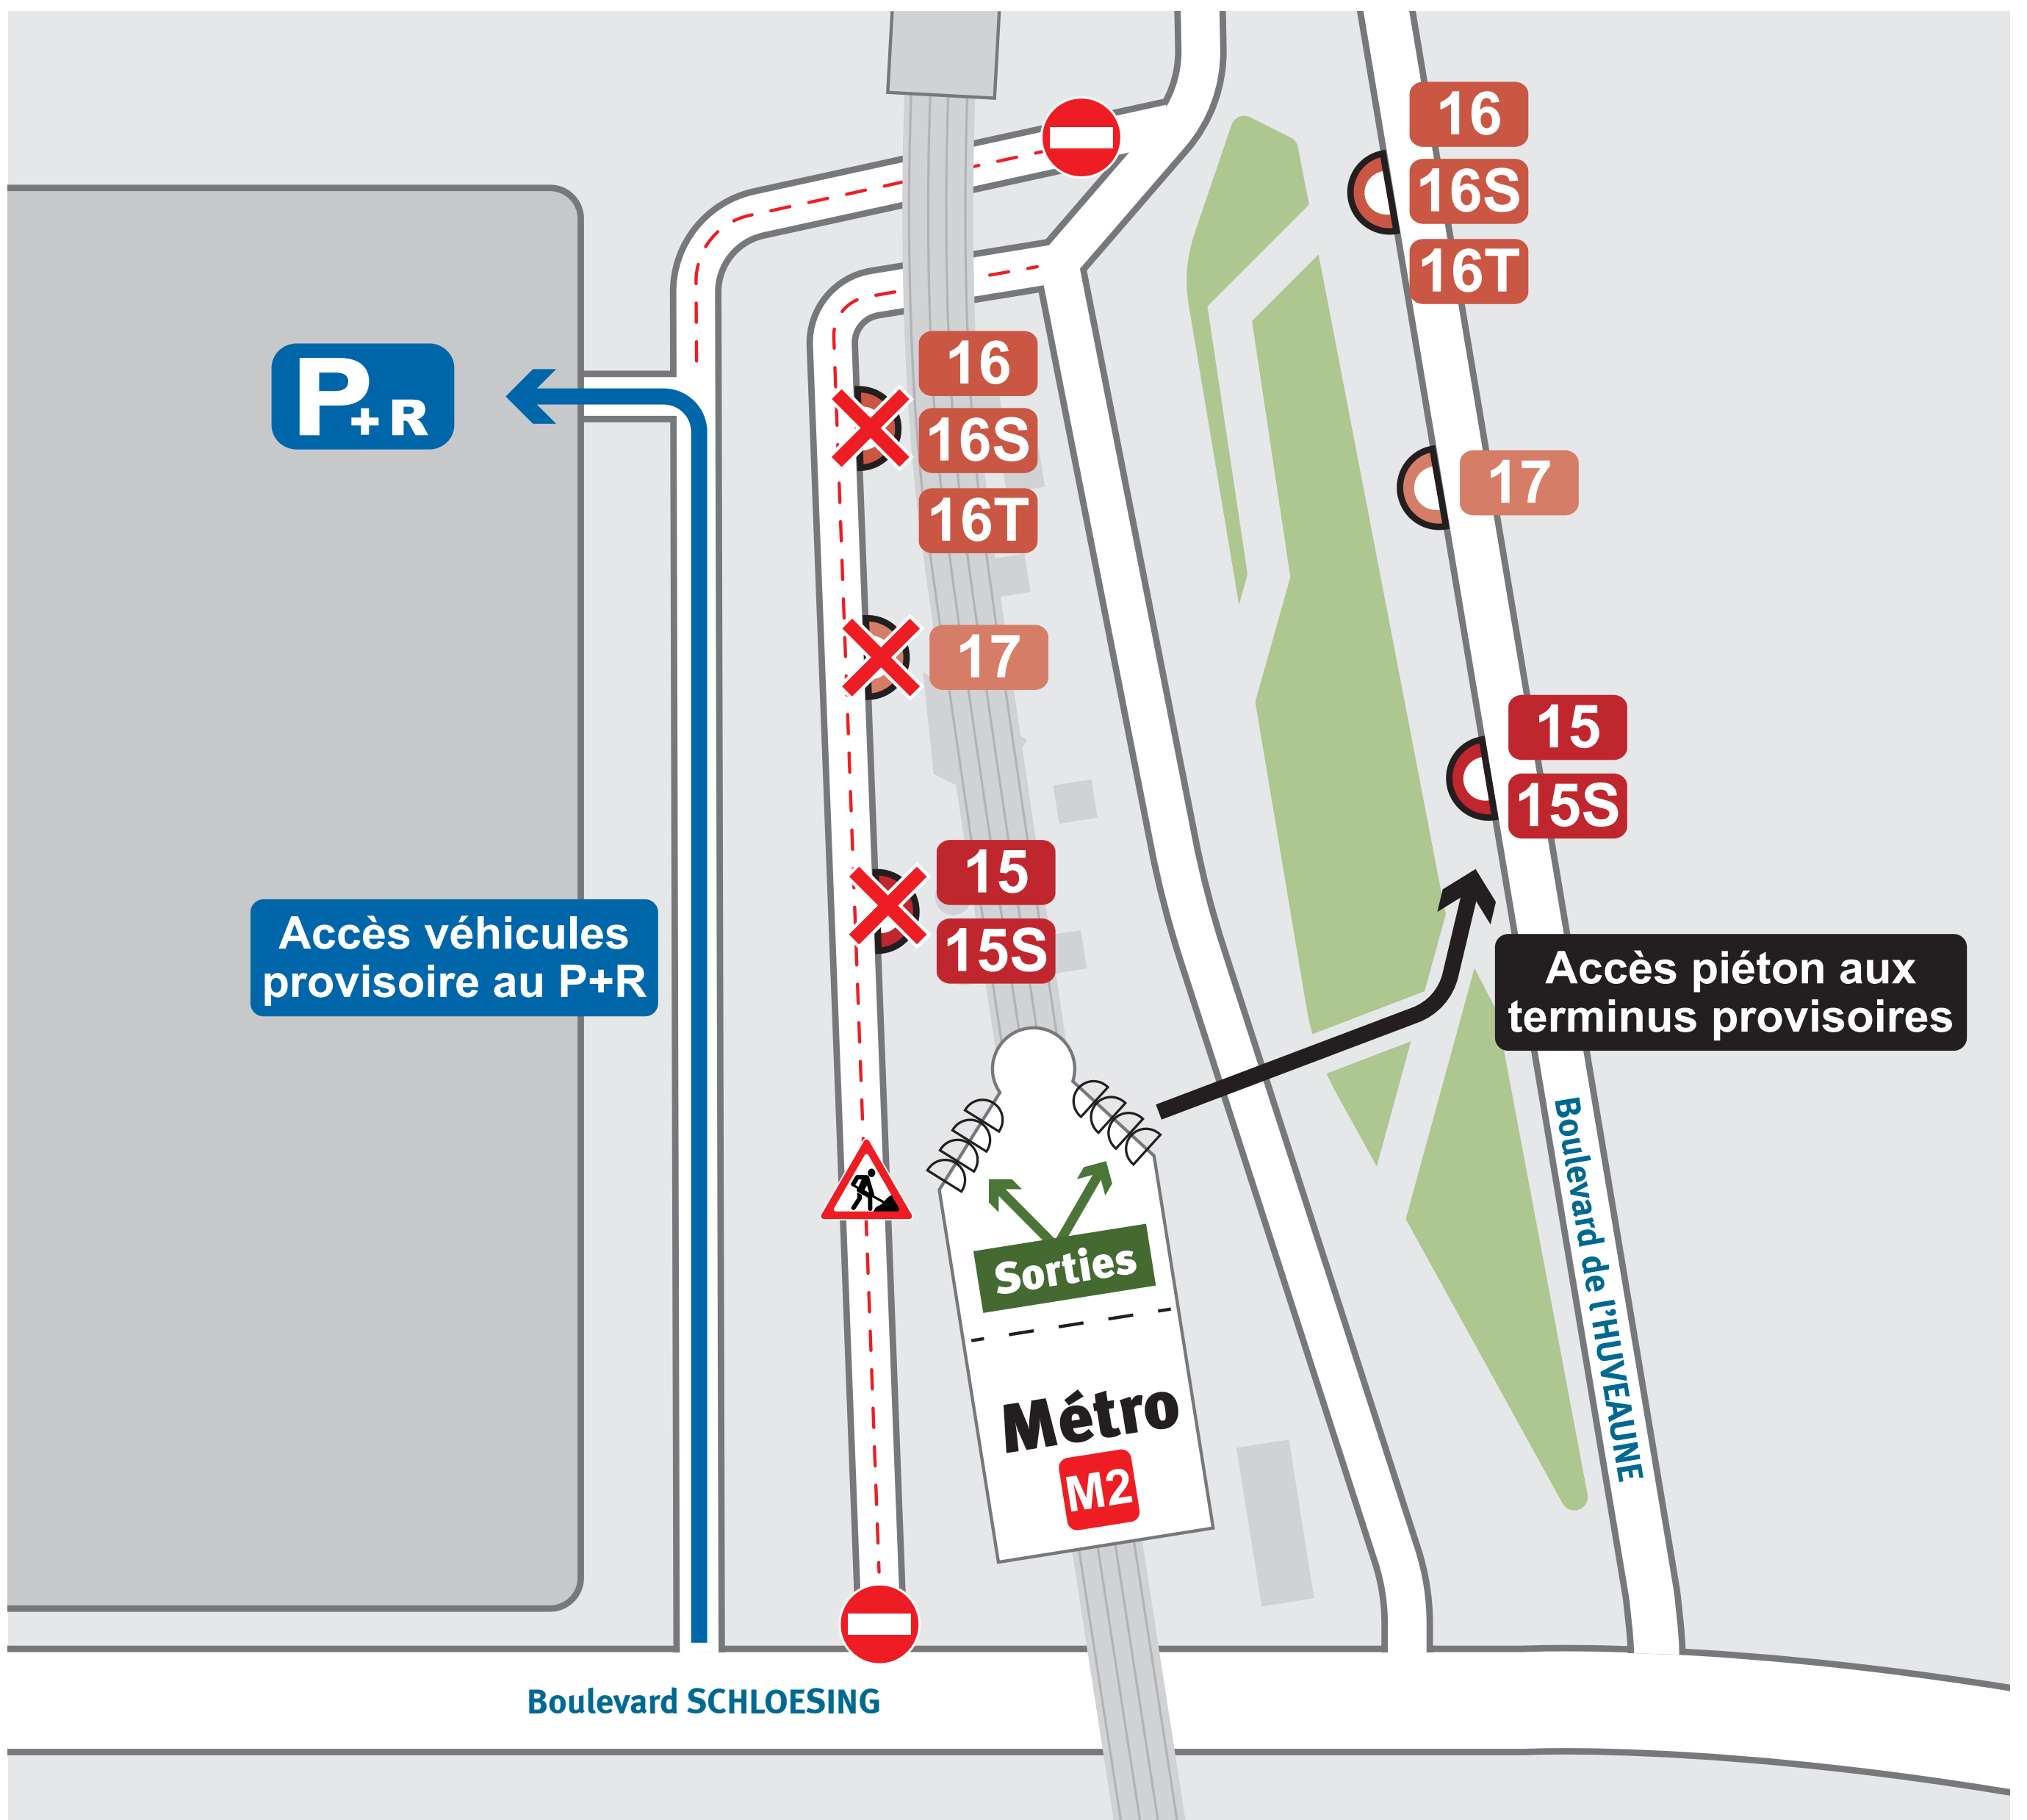 16
16S
16T
16
16S
16T
P+R
17
17
15
15S
15
15S
Accès véhicules
provisoire au P+R
Accès piéton aux
terminus provisoires
Boulevard de l'HUVEAUNE
Sorties
Métro
M2
Boulevard SCHLOESING